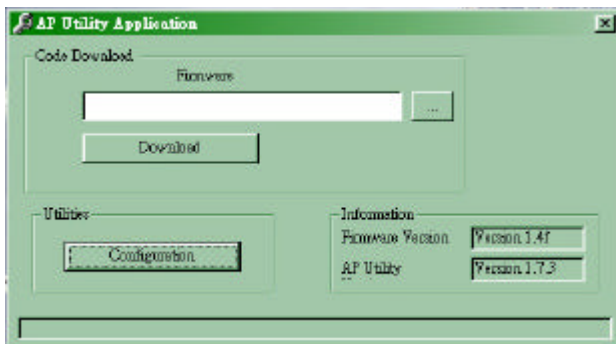 AP Utility Application
Code Download
Firmware
...
Download
Utilities
Configuration
Information
Firmware Version
Version 1.4f
AP Utility
Version 1.7.3